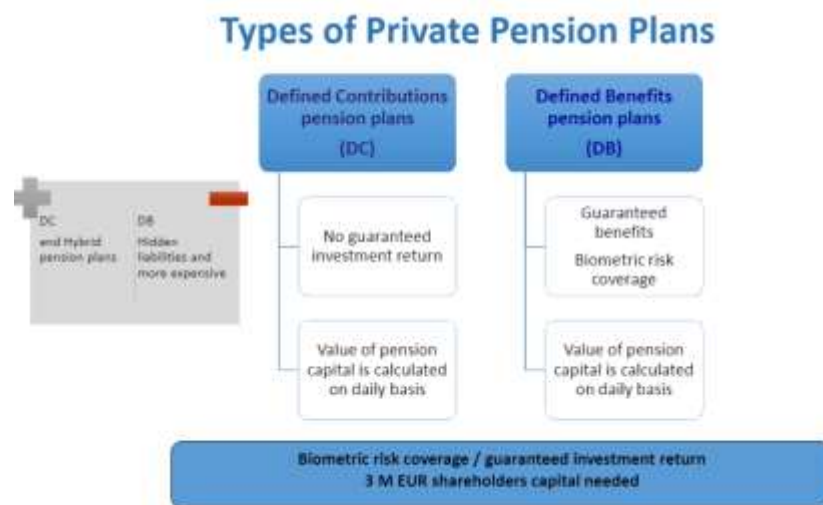 Types of Private Pension Plans
Defined Contributions
pension plans
(DC)
Defined Benefits
pension plans
(DB)
DC
and Hybrid
pension plans
DB
Hidden
liabilities and
more expensive
No guaranteed
investment return
Guaranteed
benefits
Biometric risk
coverage
Value of pension
capital is calculated
on daily basis
Value of pension
capital is calculated
on daily basis
Biometric risk coverage / guaranteed investment return
3 M EUR shareholders capital needed